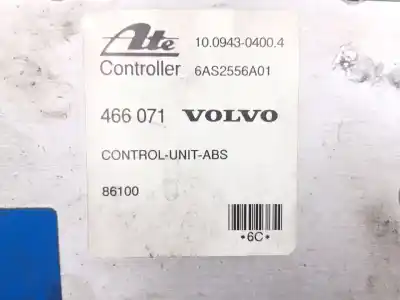 Ate 10.0943-0400.4
Controller 6AS2556A01
466 071 VOLVO
CONTROL-UNIT-ABS
86100
*6C*